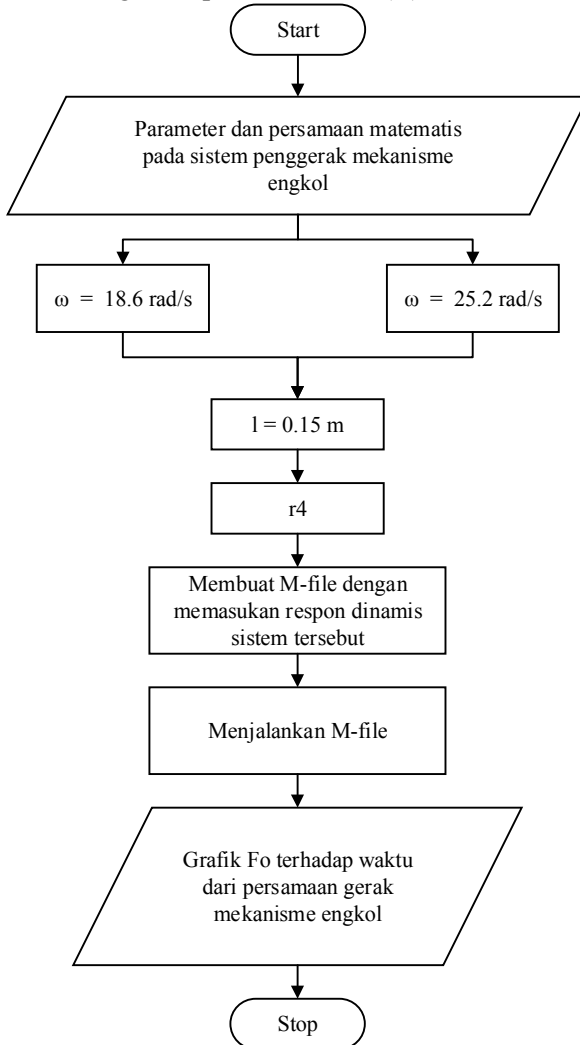 Start
Parameter dan persamaan matematis
pada sistem penggerak mekanisme
engkol
ω = 18.6 rad/s
ω = 25.2 rad/s
l = 0.15 m
r4
Membuat M-file dengan
memasukan respon dinamis
sistem tersebut
Menjalankan M-file
Grafik Fo terhadap waktu
dari persamaan gerak
mekanisme engkol
Stop